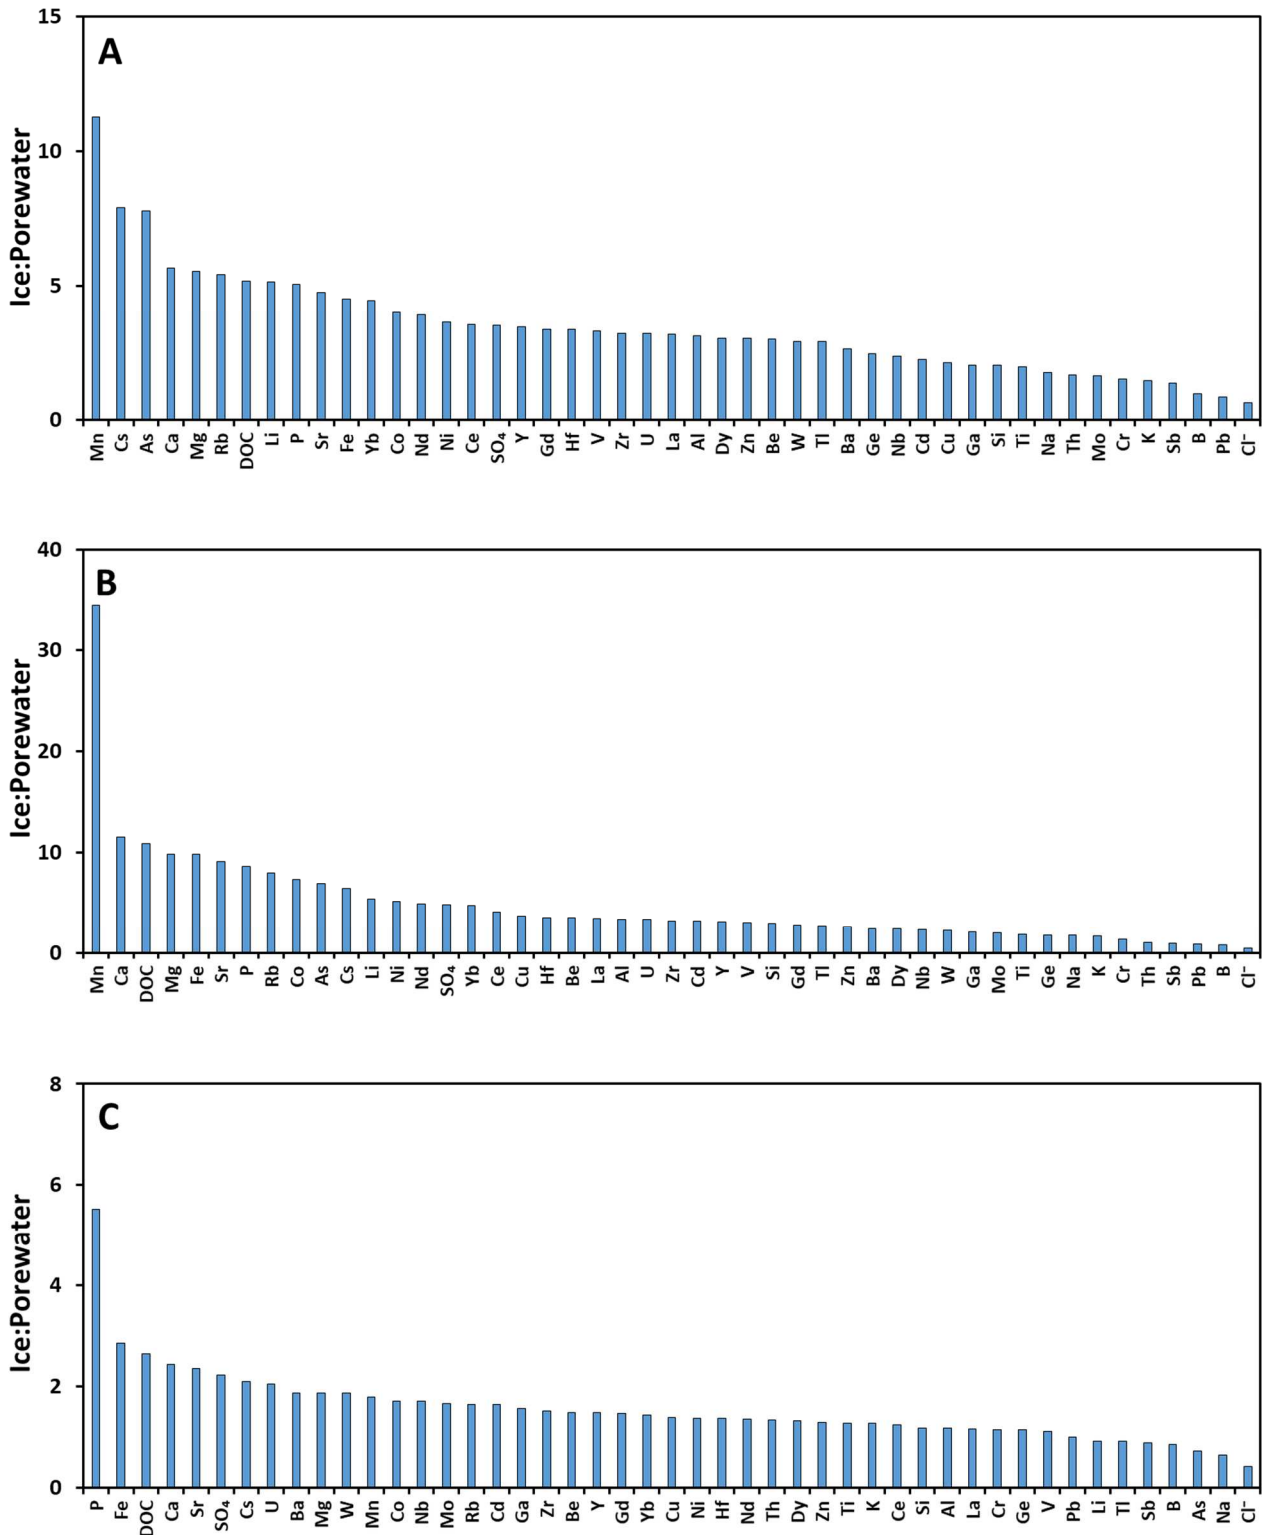 15
A
10
Ice:Porewater
5
0
Mn Cs As Ca Mg Rb DOC Li P Sr Fe Yb Co Nd Ni Ce SO₄ Y Gd Hf V Zr U La Al Dy Zn Be W Tl Ba Ge Nb Cd Cu Ga Si Ti Na Th Mo Cr K Sb B Pb Cl⁻
40
B
30
Ice:Porewater
20
10
0
Mn Ca DOC Mg Fe Sr P Rb Co As Cs Li Ni Nd SO₄ Yb Ce Cu Hf Be La Al U Zr Cd Y V Si Gd Tl Zn Ba Dy Nb W Ga Mo Ti Ge Na K Cr Th Sb Pb B Cl⁻
8
C
6
Ice:Porewater
4
2
0
P Fe DOC Ca Sr SO₄ Cs U Ba Mg W Mn Co Nb Mo Rb Cd Ga Zr Be Y Gd Yb Cu Ni Hf Nd Th Dy Zn Ti K Ce Si Al La Cr Ge V Pb Li Tl Sb B As Na Cl⁻